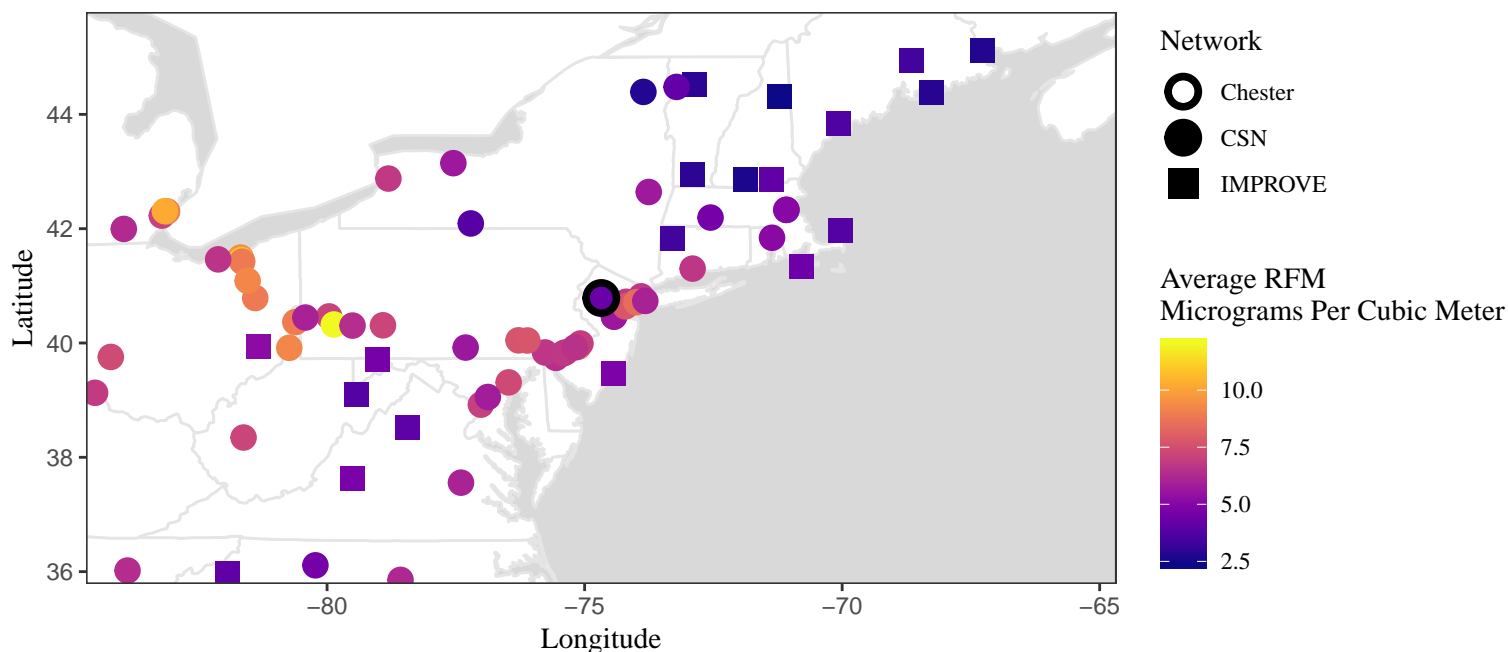 44
42
40
38
36
Latitude
−80
−75
−70
−65
Longitude
Network
Chester
CSN
IMPROVE
Average RFM
Micrograms Per Cubic Meter
10.0
7.5
5.0
2.5